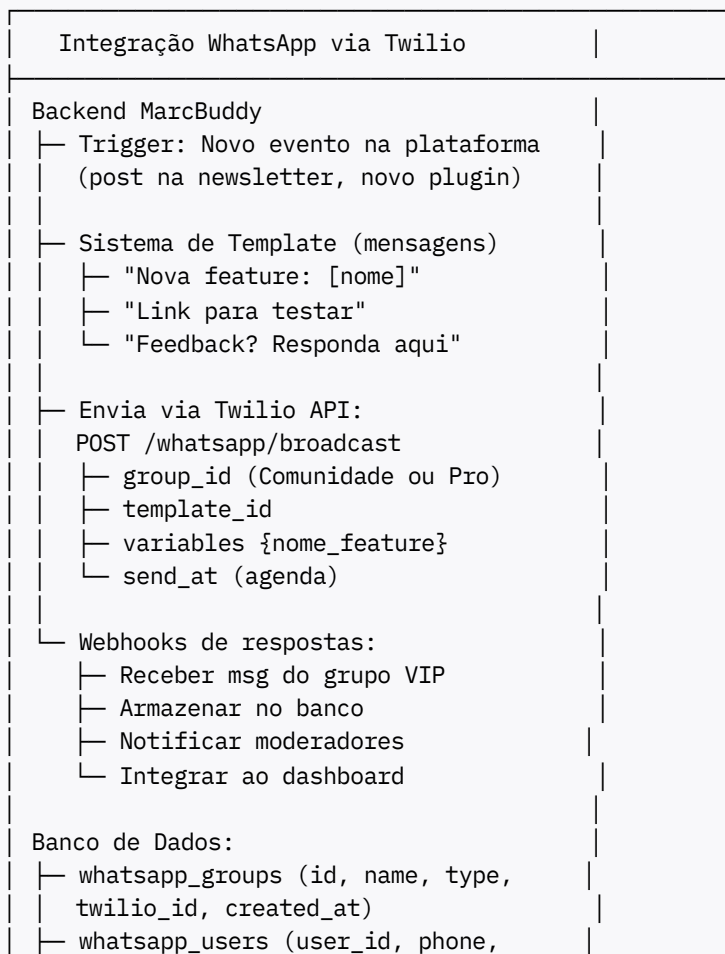 Integração WhatsApp via Twilio
Backend MarcBuddy
Trigger: Novo evento na plataforma
(post na newsletter, novo plugin)
Sistema de Template (mensagens)
"Nova feature: [nome]"
"Link para testar"
"Feedback? Responda aqui"
Envia via Twilio API:
POST /whatsapp/broadcast
group_id (Comunidade ou Pro)
template_id
variables {nome_feature}
send_at (agenda)
Webhooks de respostas:
Receber msg do grupo VIP
Armazenar no banco
Notificar moderadores
Integrar ao dashboard
Banco de Dados:
whatsapp_groups (id, name, type,
twilio_id, created_at)
whatsapp_users (user_id, phone,